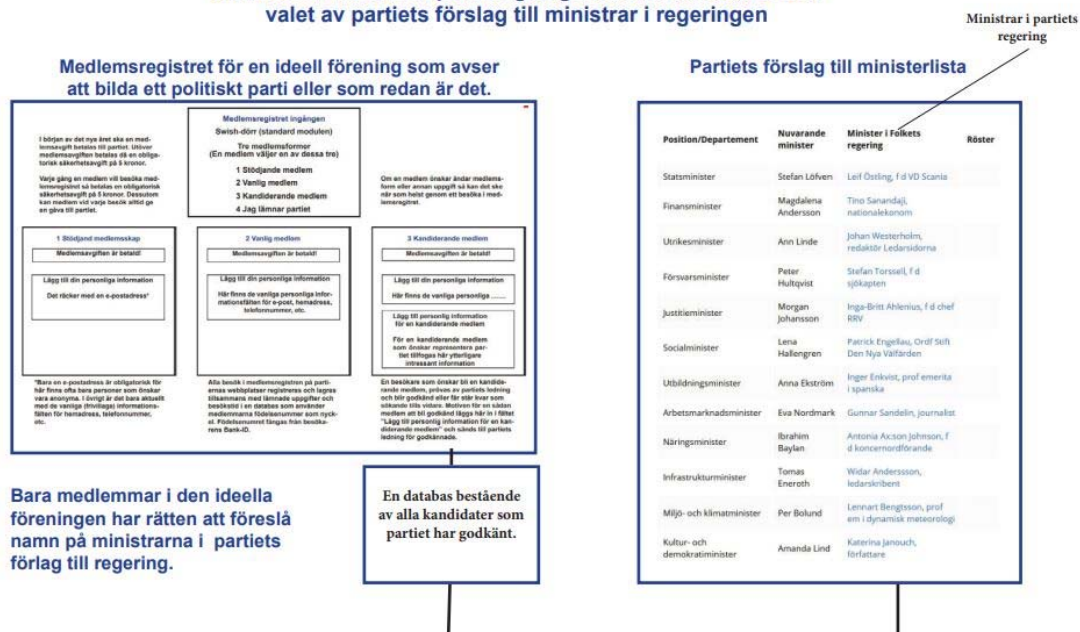 valet av partiets förslag till ministrar i regeringen
Ministrar i partiets
regering
Medlemsregistret för en ideell förening som avser
att bilda ett politiskt parti eller som redan är det.
I början av det nya året ska en med-
lemsavgift betalas till partiet. Utöver
medlemsavgiften betalas då en obliga-
torisk säkerhetsavgift på 5 kronor.
Varje gång en medlem vill besöka med-
lemsregistret så betalas en obligatorisk
säkerhetsavgift på 5 kronor. Dessutom
kan medlem vid varje besök alltid ge
en gåva till partiet.
Medlemsregistret ingången
Swish-dörr (standard modulen)
Tre medlemsformer
(En medlem väljer en av dessa tre)
1 Stödjande medlem
2 Vanlig medlem
3 Kandiderande medlem
4 Jag lämnar partiet
Om en medlem önskar ändar medlems-
form eller annan uppgift så kan det ske
när som helst genom ett besöka i med-
lemsregitret.
1 Stödjand medlemsskap
Medlemsavgiften är betald!
Lägg till din personliga information
Det räcker med en e-postadress*
2 Vanlig medlem
Medlemsavgiften är betald!
Lägg till din personliga information
Här finns de vanliga personliga infor-
mationsfälten för e-post, hemadress,
telefonnummer, etc.
3 Kandiderande medlem
Medlemsavgiften är betald!
Lägg till din personliga information
Här finns de vanliga personliga ........
Lägg till personlig information
för en kandiderande medlem
För en kandiderande medlem
som önskar representera par-
tiet tillfogas här ytterligare
intressant information
*Bara en e-postadress är obligatorisk för
här finns ofta bara personer som önskar
vara anonyma. I övrigt är det bara aktuellt
med de vanliga (frivilliga) informations-
fälten för hemadress, telefonnummer,
etc.
Alla besök i medlemsregistren på parti-
ernas webbplatser registreras och lagras
tillsammans med lämnade uppgifter och
besökstid i en databas som använder
medlemmarna födelsenummer som nyck-
el. Födelsenumret fångas från besöka-
rens Bank-ID.
En besökare som önskar bli en kandide-
rande medlem, prövas av partiets ledning
och blir godkänd eller får står kvar som
sökande tills vidare. Motiven för en sådan
medlem att bli godkänd läggs här in i fältet
"Lägg till personlig information för en kan-
diderande medlem" och sänds till partiets
ledning för godkännade.
Bara medlemmar i den ideella
föreningen har rätten att föreslå
namn på ministrarna i partiets
förlag till regering.
En databas bestående
av alla kandidater som
partiet har godkänt.
Partiets förslag till ministerlista
Position/Departement Nuvarande minister Minister i Folkets regering Röster
Statsminister Stefan Löfven Leif Östling, f d VD Scania
Finansminister Magdalena Andersson Tino Sanandaji, nationalekonom
Utrikesminister Ann Linde Johan Westerholm, redaktör Ledarsidorna
Försvarsminister Peter Hultqvist Stefan Torssell, f d sjökapten
Justitieminister Morgan Johansson Inga-Britt Ahlenius, f d chef RRV
Socialminister Lena Hallengren Patrick Engellau, Ordf Stift Den Nya Välfärden
Utbildningsminister Anna Ekström Inger Enkvist, prof emerita i spanska
Arbetsmarknadsminister Eva Nordmark Gunnar Sandelin, journalist
Näringsminister Ibrahim Baylan Antonia Ax:son Johnson, f d koncernordförande
Infrastrukturminister Tomas Eneroth Widar Anderssson, ledarskribent
Miljö- och klimatminister Per Bolund Lennart Bengtsson, prof em i dynamisk meteorologi
Kultur- och demokratiminister Amanda Lind Katerina Janouch, författare